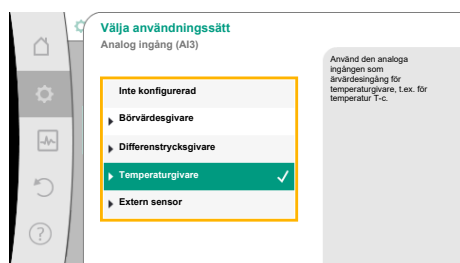 Välja användningssätt
Analog ingång (AI3)
Inte konfigurerad
Börvärdesgivare
Differenstrycksgivare
Temperaturgivare
Extern sensor
Använd den analoga
ingången som
ärvärdesingång för
temperaturgivare, t.ex. för
temperatur T-c.
?